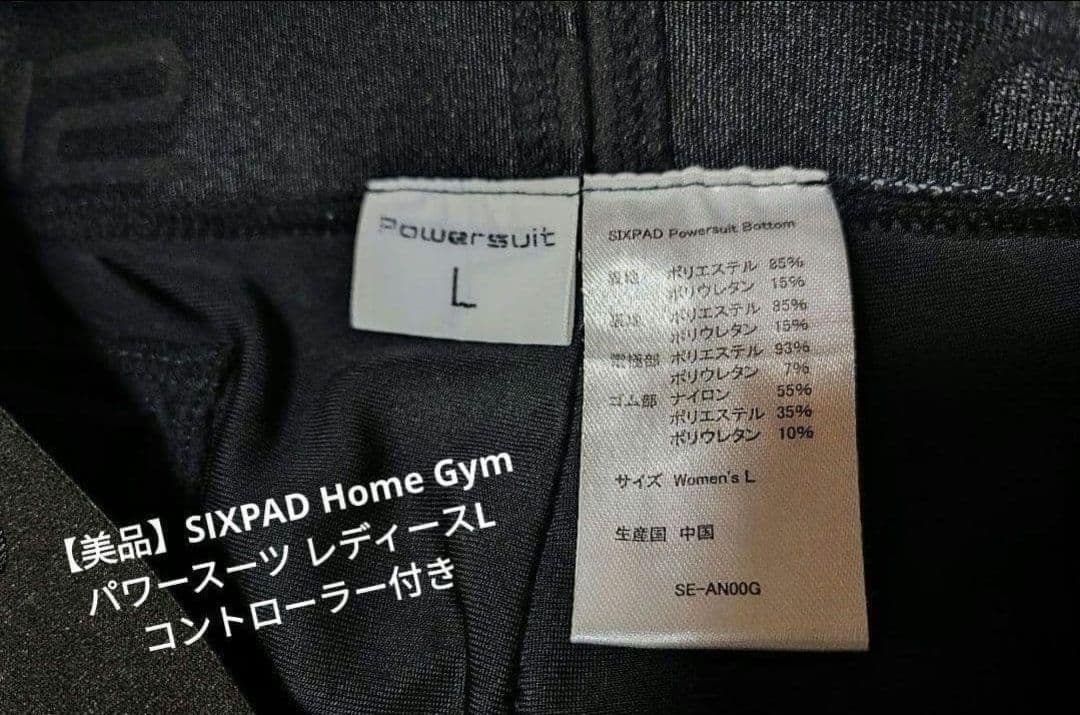 Powersuit
L
SIXPAD Powersuit Bottom
表地 ポリエステル 85%
ポリウレタン 15%
ポリエステル 85%
ポリウレタン 15%
電極部 ポリエステル 93%
ポリウレタン 7%
ゴム部 ナイロン 55%
ポリエステル 35%
ポリウレタン 10%
サイズ Women's L
生産国 中国
SE-AN00G
【美品】SIXPAD Home Gym
パワースーツ レディースL
コントローラー付き